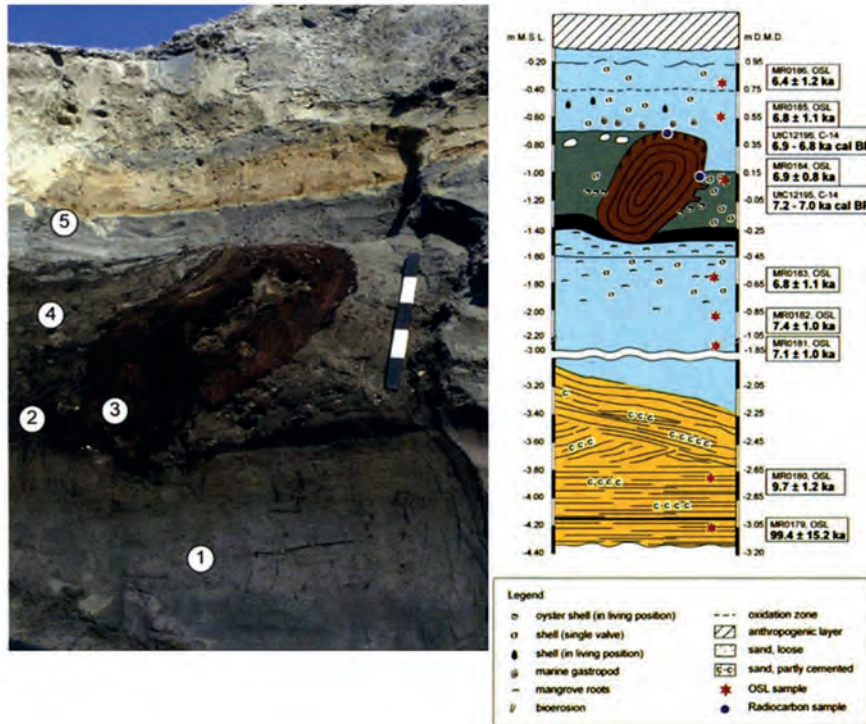 5
4
2
3
1
m M.S.L.
-0.20
-0.40
-0.60
-0.80
-1.00
-1.20
-1.40
-1.60
-1.80
-2.00
-2.20
-3.00
-3.60
-3.80
-4.00
-4.20
-4.40
c
c c c c
c c c c c
c c c
c c c c
c c c c
m D.M.D.
0.95
0.75
0.55
0.35
0.15
-0.05
-0.25
-0.65
-0.85
-1.05
-1.85
-2.05
-2.25
-2.45
-2.65
-2.85
-3.05
-3.20
MR0186, OSL
6.4 ± 1.2 ka
MR0185, OSL
6.8 ± 1.1 ka
UtC12196, C-14
6.9 - 6.8 ka cal BP
MR0184, OSL
6.9 ± 0.8 ka
UtC12195, C-14
7.2 - 7.0 ka cal BP
MR0183, OSL
6.8 ± 1.1 ka
MR0182, OSL
7.4 ± 1.0 ka
MR0181, OSL
7.1 ± 1.0 ka
MR0180, OSL
9.7 ± 1.2 ka
MR0179, OSL
99.4 ± 15.2 ka
Legend
oyster shell (in living position)
shell (single valve)
shell (in living position)
marine gastropod
mangrove roots
bioerosion
oxidation zone
anthropogenic layer
sand, loose
c-c sand, partly cemented
OSL sample
Radiocarbon sample